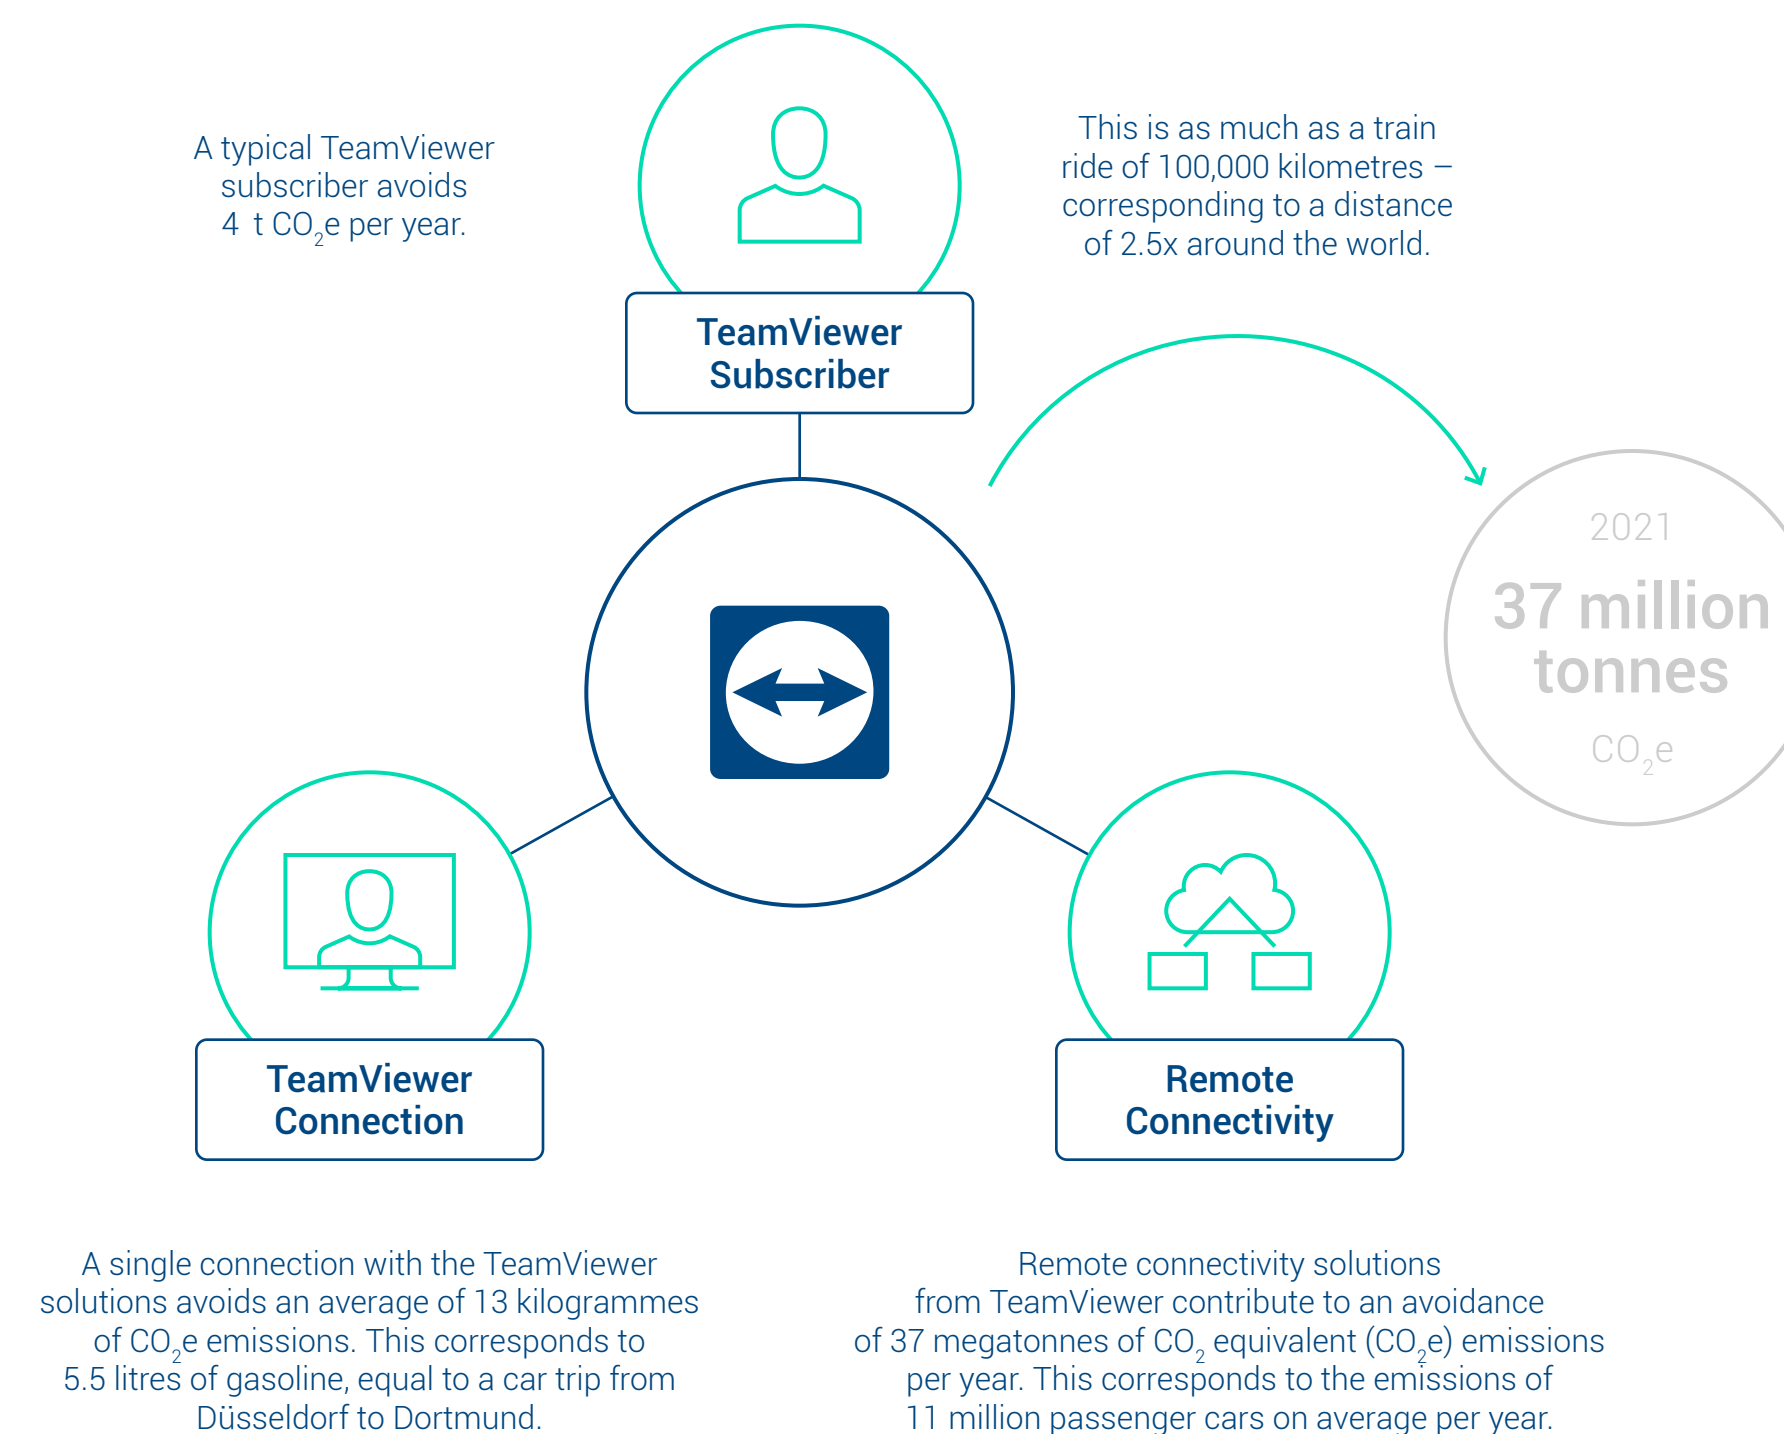 A typical TeamViewer
subscriber avoids
4 t CO₂e per year.
This is as much as a train
ride of 100,000 kilometres –
corresponding to a distance
of 2.5x around the world.
TeamViewer
Subscriber
2021
37 million
tonnes
CO₂e
TeamViewer
Connection
Remote
Connectivity
A single connection with the TeamViewer
solutions avoids an average of 13 kilogrammes
of CO₂e emissions. This corresponds to
5.5 litres of gasoline, equal to a car trip from
Düsseldorf to Dortmund.
Remote connectivity solutions
from TeamViewer contribute to an avoidance
of 37 megatonnes of CO₂ equivalent (CO₂e) emissions
per year. This corresponds to the emissions of
11 million passenger cars on average per year.